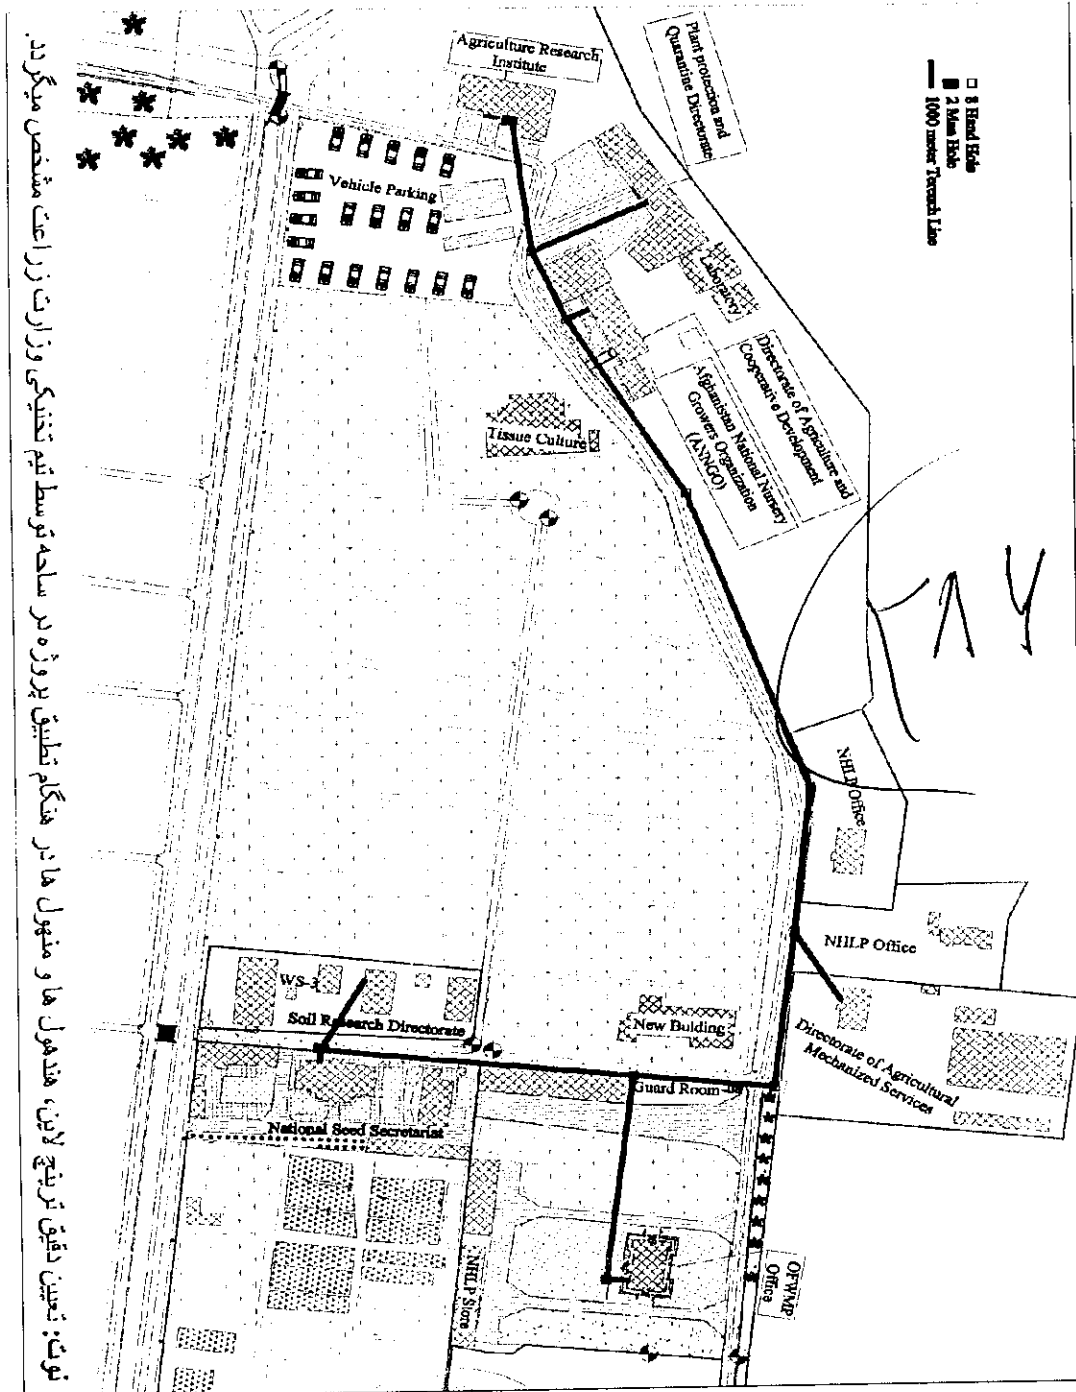 8 Hand Hole
2 Man Hole
1000 meter Terench Line
Plant protection and
Quarantine Directorate
Agriculture Research
Institute
Vehicle Parking
Laboratory
Directorate of Agriculture and
Cooperative Development
Afghanistan National Nursery
Growers Organization
(ANNGO)
Tissue Culture
NHLP Office
NHLP Office
WS-3
Soil Research Directorate
New Bulding
Directorate of Agricultural
Mechanized Services
Guard Room
National Seed Secretariat
NHLP Store
OFWMP
Office
نوت: تعیین دقیق ترینچ لاین، هندهول ها و منهول ها در هنگام تطبیق پروژه در ساحه توسط تیم تخنیکی وزارت زراعت مشخص میگردد.